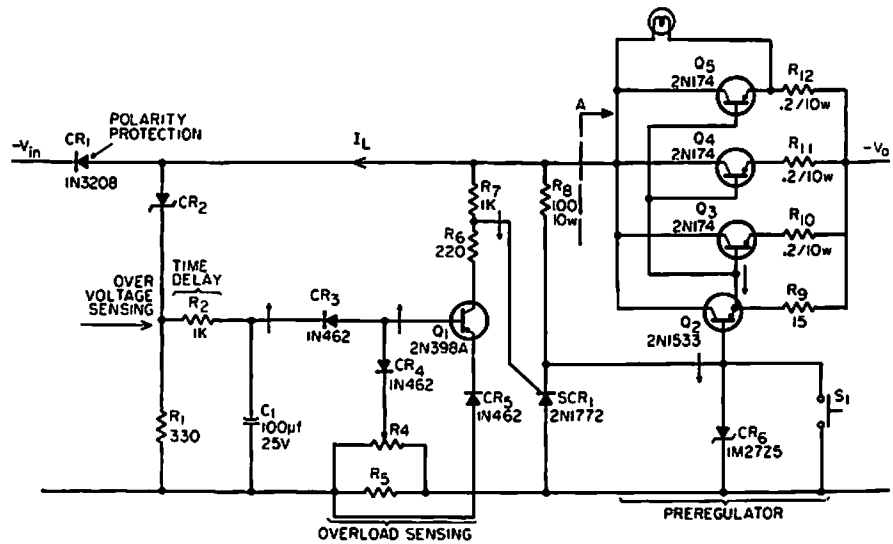 -Vin
CR1
POLARITY
PROTECTION
1N3208
IL
CR2
OVER
VOLTAGE
SENSING
TIME
DELAY
R2
1K
R1
330
C1
100µf
25V
CR3
1N462
CR4
1N462
R4
R5
OVERLOAD SENSING
R7
1K
R6
220
Q1
2N398A
CR5
1N462
R8
100
10w
SCR1
2N1772
A
Q5
2N174
R12
.2/10w
Q4
2N174
R11
.2/10w
-Vo
Q3
2N174
R10
.2/10w
Q2
2N1533
R9
15
CR6
1M2725
S1
PREREGULATOR